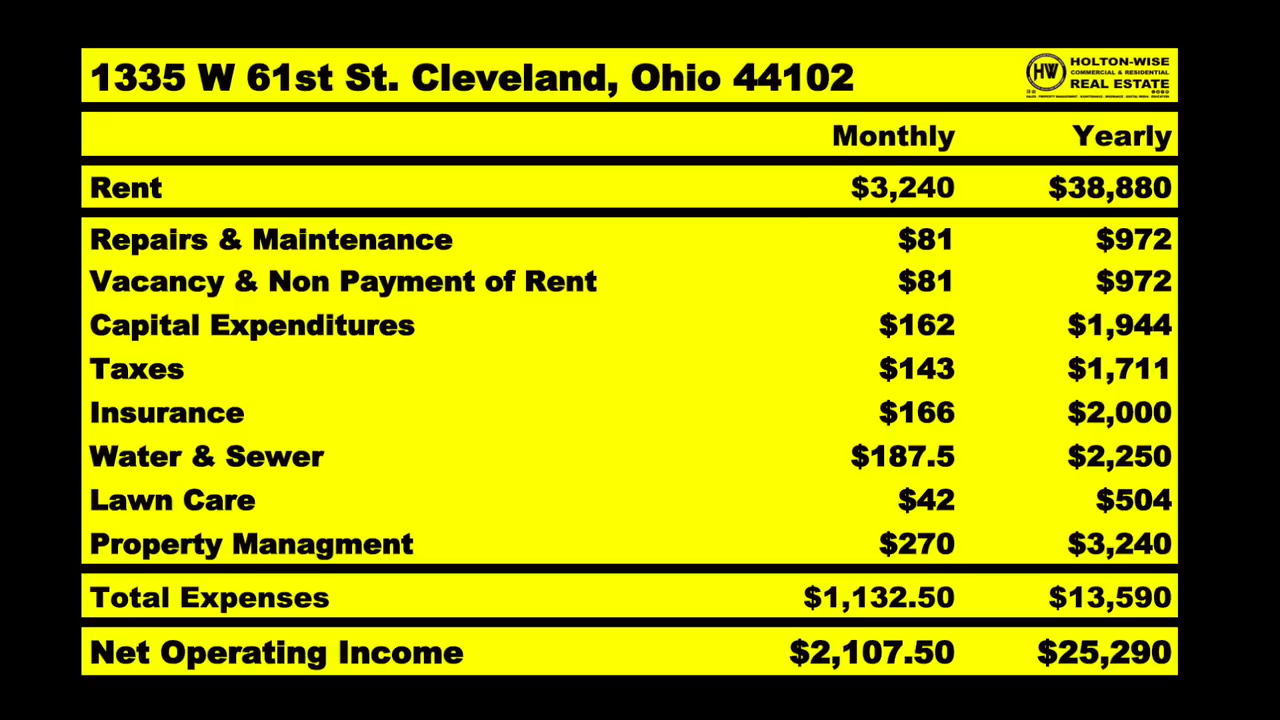 1335 W 61st St. Cleveland, Ohio 44102
HW
HOLTON-WISE
COMMERCIAL & RESIDENTIAL
REAL ESTATE
Monthly Yearly
Rent $3,240 $38,880
Repairs & Maintenance $81 $972
Vacancy & Non Payment of Rent $81 $972
Capital Expenditures $162 $1,944
Taxes $143 $1,711
Insurance $166 $2,000
Water & Sewer $187.5 $2,250
Lawn Care $42 $504
Property Managment $270 $3,240
Total Expenses $1,132.50 $13,590
Net Operating Income $2,107.50 $25,290